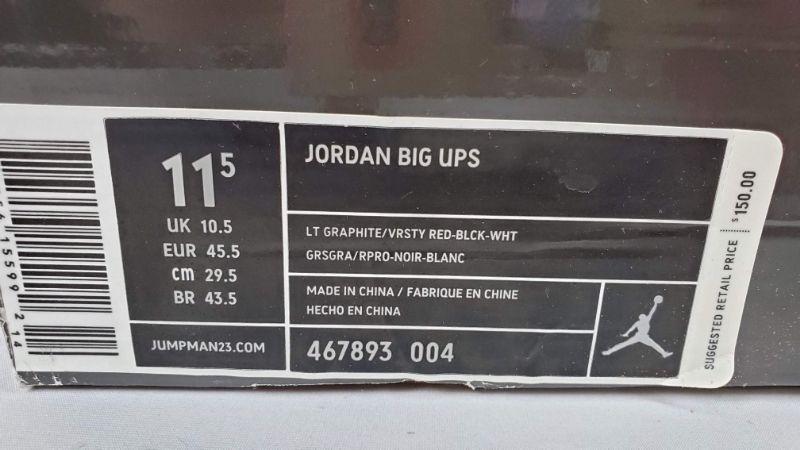 11⁵
UK 10.5
EUR 45.5
cm 29.5
BR 43.5
JUMPMAN23.COM
JORDAN BIG UPS
LT GRAPHITE/VRSTY RED-BLCK-WHT
GRSGRA/RPRO-NOIR-BLANC
MADE IN CHINA / FABRIQUE EN CHINE
HECHO EN CHINA
467893 004
SUGGESTED RETAIL PRICE $150.00
15599 214